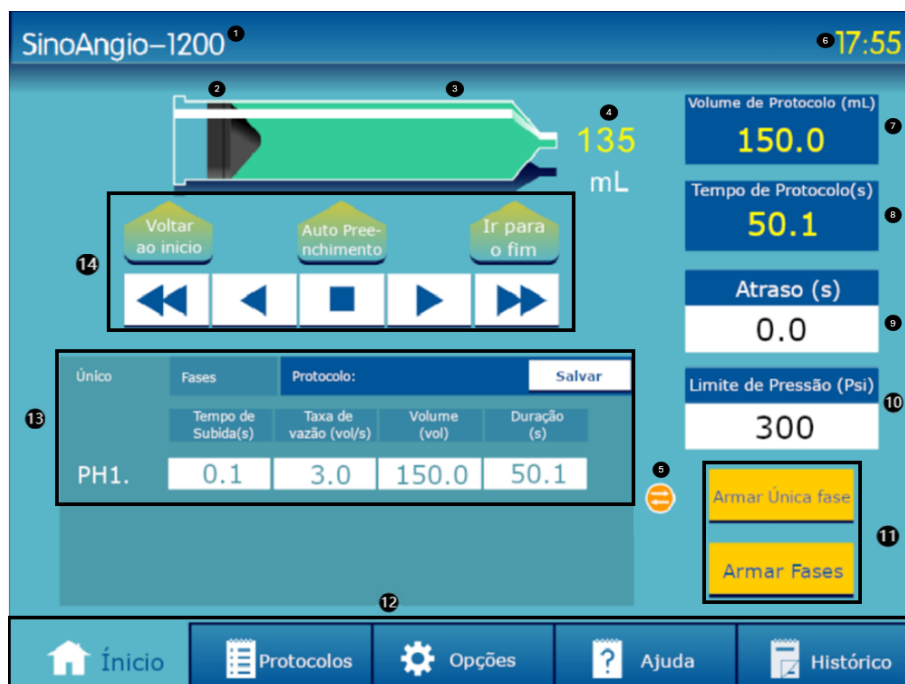 SinoAngio-1200 1
6 17:55
2
3
4
135
mL
Volume de Protocolo (mL)
150.0
7
Tempo de Protocolo(s)
50.1
8
14
Voltar
ao inicio
Auto Pree-
nchimento
Ir para
o fim
Atraso (s)
0.0
9
Limite de Pressão (Psi)
300
10
13
Único Fases Protocolo: Salvar
Tempo de
Subida(s)
Taxa de
vazão (vol/s)
Volume
(vol)
Duração
(s)
PH1. 0.1 3.0 150.0 50.1
5
Armar Única fase
Armar Fases
11
12
Ínicio Protocolos Opções Ajuda Histórico